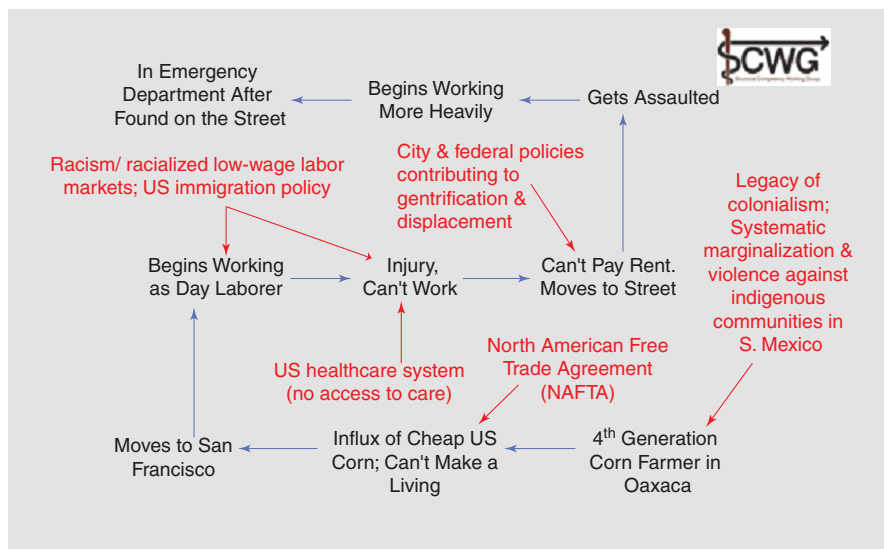 In Emergency
Department After
Found on the Street
Begins Working
More Heavily
Gets Assaulted
SCWG
Structural Competency Working Group
Racism/ racialized low-wage labor
markets; US immigration policy
City & federal policies
contributing to
gentrification &
displacement
Legacy of
colonialism;
Systematic
marginalization &
violence against
indigenous
communities in
S. Mexico
Begins Working
as Day Laborer
Injury,
Can't Work
Can't Pay Rent.
Moves to Street
US healthcare system
(no access to care)
North American Free
Trade Agreement
(NAFTA)
Moves to San
Francisco
Influx of Cheap US
Corn; Can't Make a
Living
4th Generation
Corn Farmer in
Oaxaca